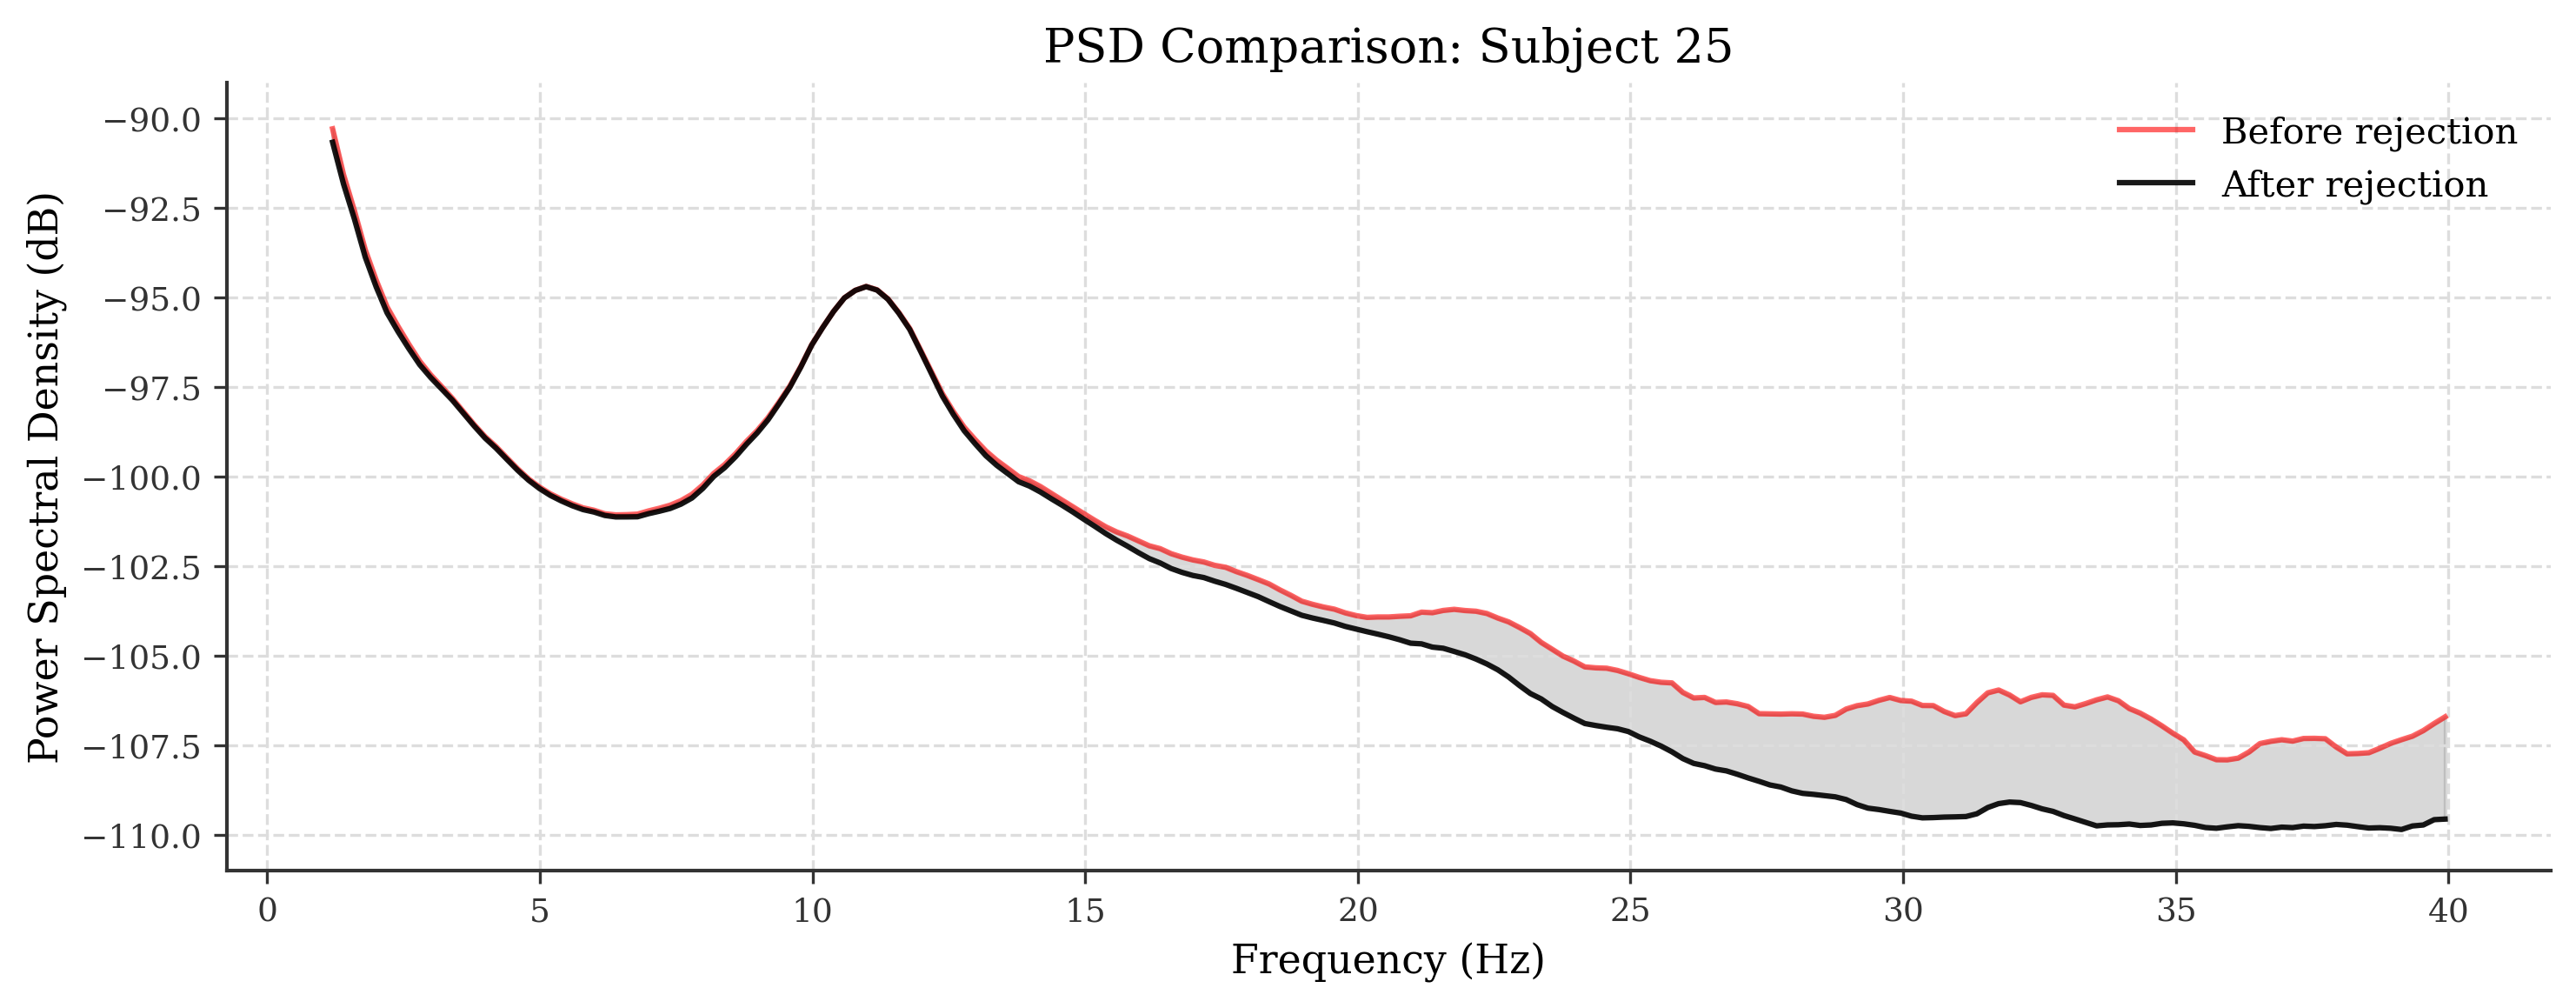 PSD Comparison: Subject 25
Power Spectral Density (dB)
−90.0
−92.5
−95.0
−97.5
−100.0
−102.5
−105.0
−107.5
−110.0
Before rejection
After rejection
0 5 10 15 20 25 30 35 40
Frequency (Hz)